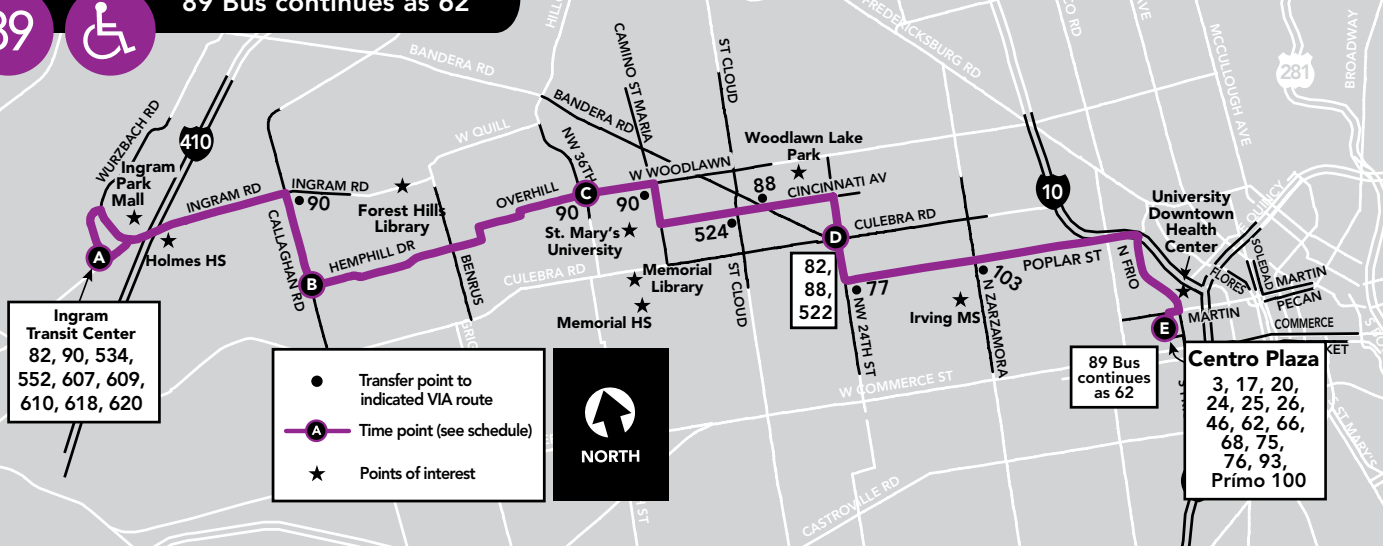 89
89 Bus continues as 62
BANDERA RD
WURZBACH RD
410
Ingram
Park
Mall
INGRAM RD
Holmes HS
A
Ingram
Transit Center
82, 90, 534,
552, 607, 609,
610, 618, 620
INGRAM RD
90
CALLAGHAN RD
B
HEMPHILL DR
Forest Hills
Library
W QUILL
BENRUS
OVERHILL
NW 36TH
C
90
St. Mary's
University
90
CAMINO ST MARIA
BANDERA RD
ST CLOUD
W WOODLAWN
Woodlawn Lake
Park
88
CINCINNATI AV
524
CULEBRA RD
Memorial
Library
Memorial HS
ST CLOUD
D
CULEBRA RD
82,
88,
522
77
NW 24TH ST
Irving MS
103
N ZARZAMORA
POPLAR ST
FREDERICKSBURG RD
10
MCCULLOUGH AVE
281
BROADWAY
University
Downtown
Health
Center
N FRIO
FLORES
SOLEDAD
QUINCY
MARTIN
PECAN
MARTIN
COMMERCE
E
89 Bus
continues
as 62
Centro Plaza
3, 17, 20,
24, 25, 26,
46, 62, 66,
68, 75,
76, 93,
Prímo 100
W COMMERCE ST
CASTROVILLE RD
ST MARY'S
Transfer point to
indicated VIA route
A
Time point (see schedule)
Points of interest
NORTH